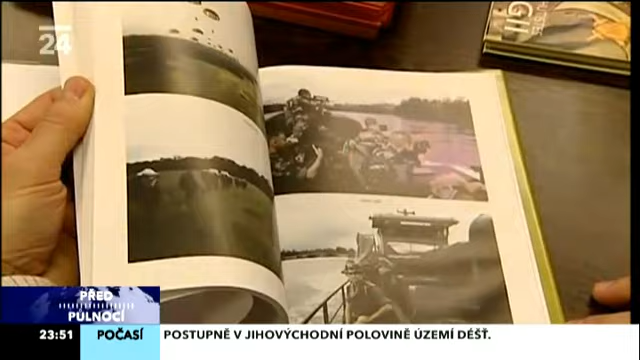 24
PŘED
PŮLNOCÍ
23:51 POČASÍ POSTUPNĚ V JIHOVÝCHODNÍ POLOVINĚ ÚZEMÍ DÉŠŤ.